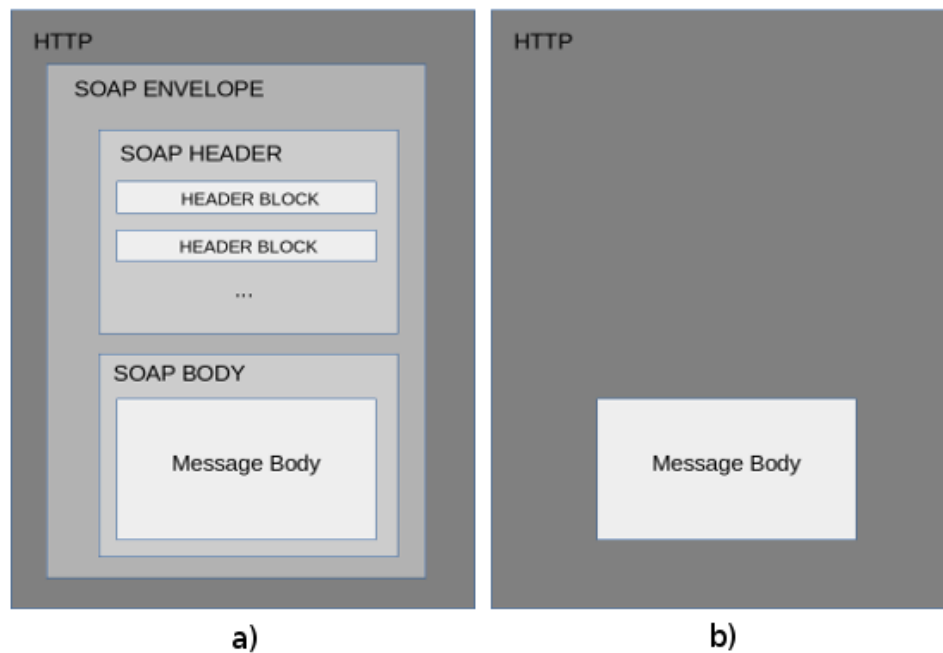 HTTP
SOAP ENVELOPE
SOAP HEADER
HEADER BLOCK
HEADER BLOCK
...
SOAP BODY
Message Body
a)
HTTP
Message Body
b)